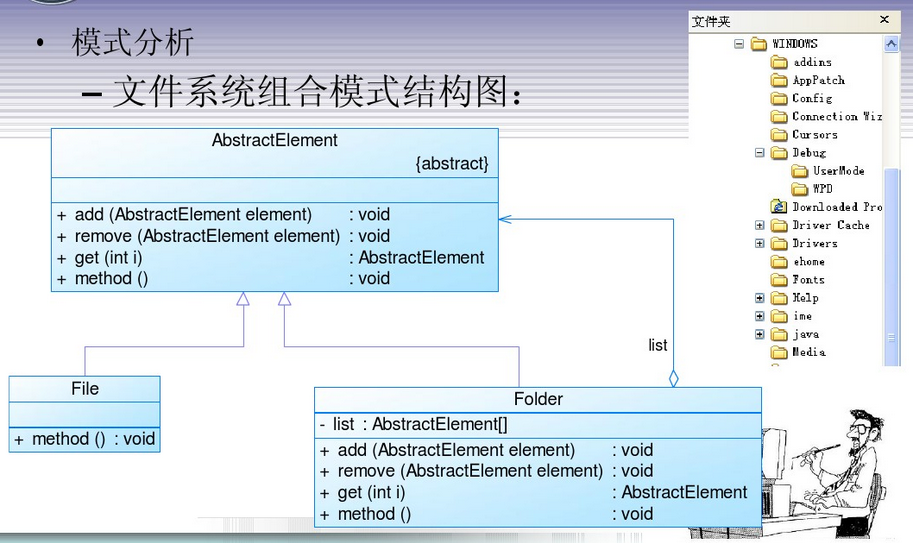 • 模式分析
– 文件系统组合模式结构图：
AbstractElement
{abstract}
+ add (AbstractElement element) : void
+ remove (AbstractElement element) : void
+ get (int i) : AbstractElement
+ method () : void
list
File
+ method () : void
Folder
- list : AbstractElement[]
+ add (AbstractElement element) : void
+ remove (AbstractElement element) : void
+ get (int i) : AbstractElement
+ method () : void
文件夹
WINDOWS
addins
AppPatch
Config
Connection Wiz
Cursors
Debug
UserMode
WPD
Downloaded Pro
Driver Cache
Drivers
ehome
Fonts
Help
ime
java
Media